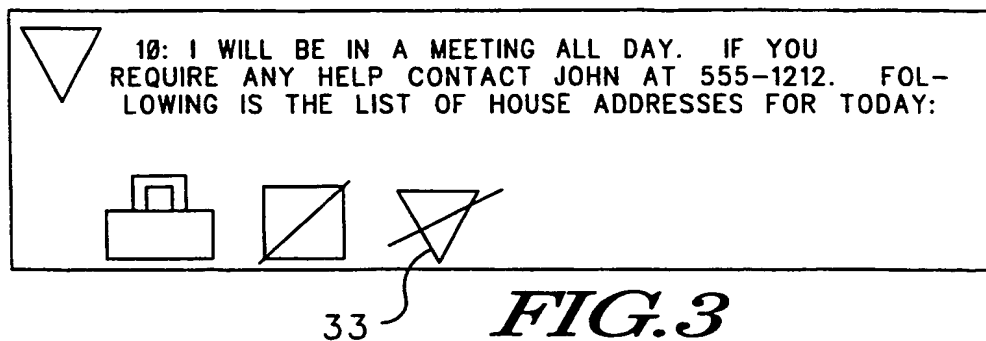 10: I WILL BE IN A MEETING ALL DAY. IF YOU
REQUIRE ANY HELP CONTACT JOHN AT 555-1212. FOL-
LOWING IS THE LIST OF HOUSE ADDRESSES FOR TODAY:
33
FIG.3